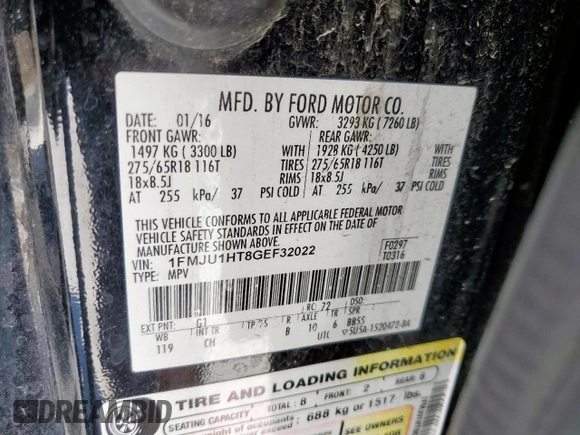 MFD. BY FORD MOTOR CO.
DATE: 01/16 GVWR: 3293 KG ( 7260 LB)
FRONT GAWR: REAR GAWR:
1497 KG ( 3300 LB) WITH 1928 KG ( 4250 LB) WITH
275/65R18 116T TIRES 275/65R18 116T TIRES
18x8.5J RIMS 18x8.5J RIMS
AT 255 kPa/ 37 PSI COLD AT 255 kPa/ 37 PSI COLD
THIS VEHICLE CONFORMS TO ALL APPLICABLE FEDERAL MOTOR
VEHICLE SAFETY STANDARDS IN EFFECT ON THE DATE OF
MANUFACTURE SHOWN ABOVE.
VIN: 1FMJU1HT8GEF32022 F0297
TYPE: MPV T0316
EXT PNT: G1 RC: 72 DSO:
WB INT TR TP/PS R AXLE TR SPR
119 CH B 10 6 BB5S
UTL 5U5A-1520472-BA
TIRE AND LOADING INFORMATION
SEATING CAPACITY TOTAL 8 FRONT: 2 REAR: 6
688 kg or 1517 lbs.
SEE OWNERS
DREAMBID